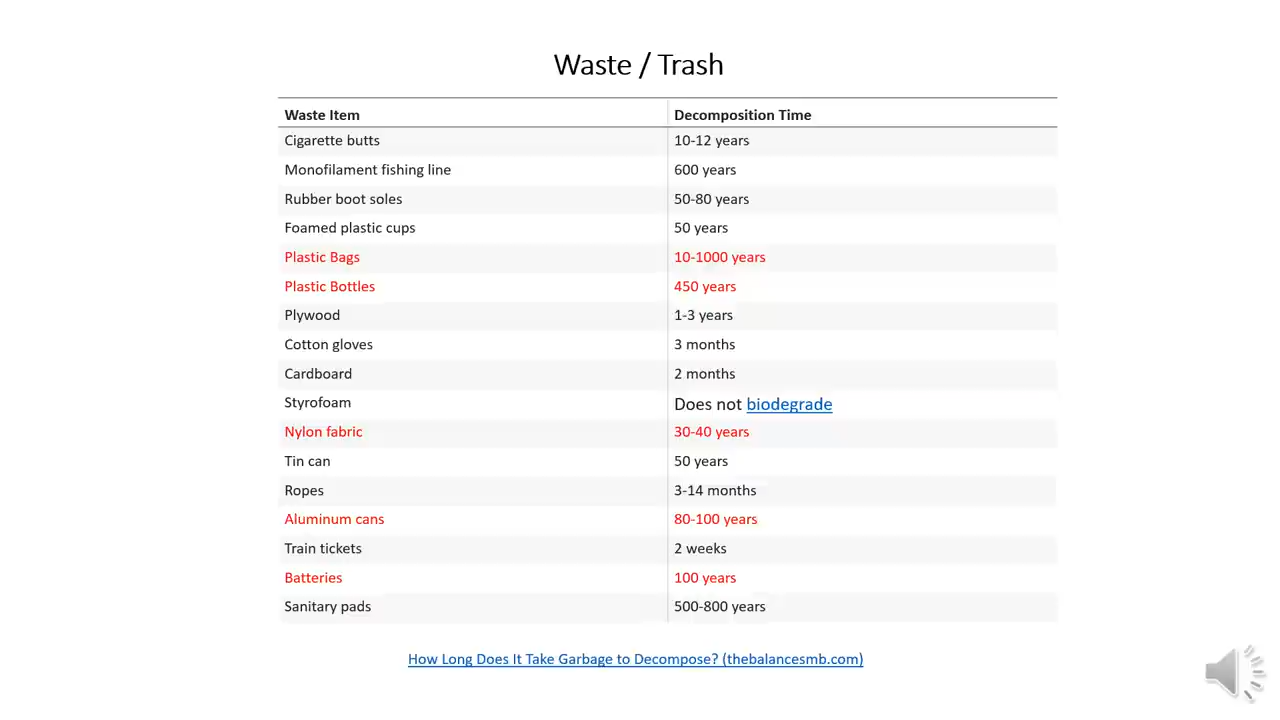 Waste / Trash
Waste Item Decomposition Time
Cigarette butts 10-12 years
Monofilament fishing line 600 years
Rubber boot soles 50-80 years
Foamed plastic cups 50 years
Plastic Bags 10-1000 years
Plastic Bottles 450 years
Plywood 1-3 years
Cotton gloves 3 months
Cardboard 2 months
Styrofoam Does not biodegrade
Nylon fabric 30-40 years
Tin can 50 years
Ropes 3-14 months
Aluminum cans 80-100 years
Train tickets 2 weeks
Batteries 100 years
Sanitary pads 500-800 years
How Long Does It Take Garbage to Decompose? (thebalancesmb.com)